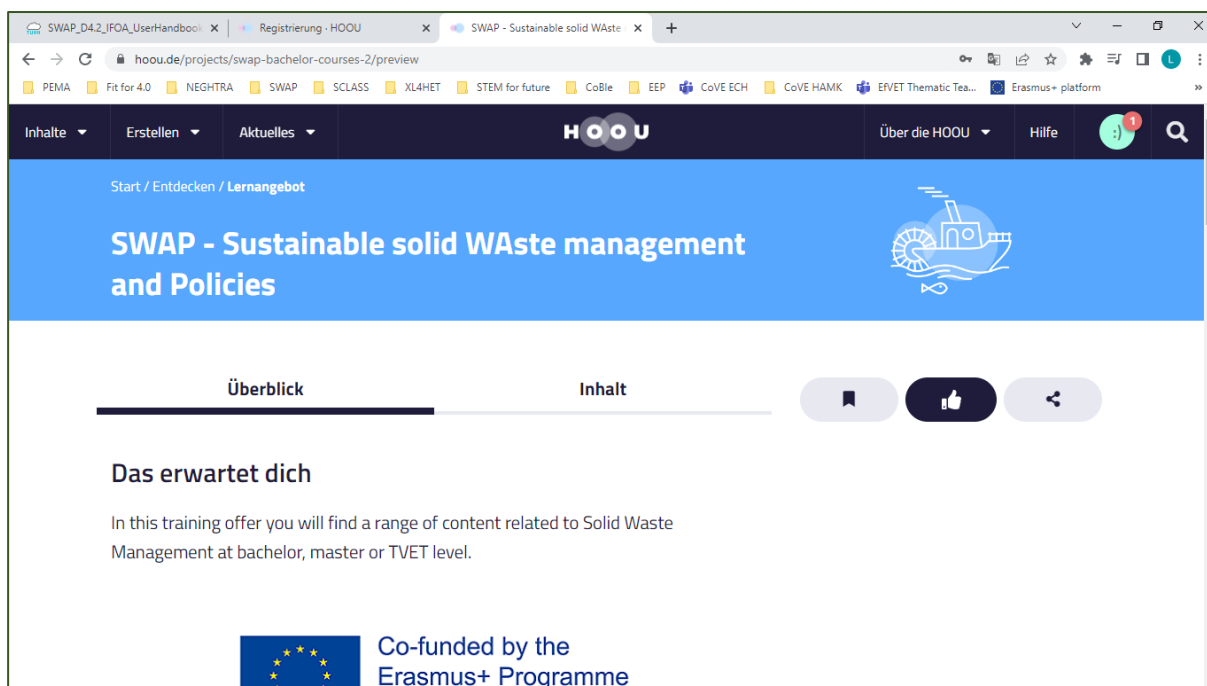 SWAP_D4.2_IFOA_UserHandbook
Registrierung · HOOU
SWAP - Sustainable solid WAste
hoou.de/projects/swap-bachelor-courses-2/preview
L
PEMA Fit for 4.0 NEGHTRA SWAP SCLASS XL4HET STEM for future CoBle EEP CoVE ECH CoVE HAMK EfVET Thematic Tea... Erasmus+ platform »
Inhalte Erstellen Aktuelles HOOU Über die HOOU Hilfe :) 1
Start / Entdecken / Lernangebot
SWAP - Sustainable solid WAste management
and Policies
Überblick Inhalt
Das erwartet dich
In this training offer you will find a range of content related to Solid Waste
Management at bachelor, master or TVET level.
Co-funded by the
Erasmus+ Programme